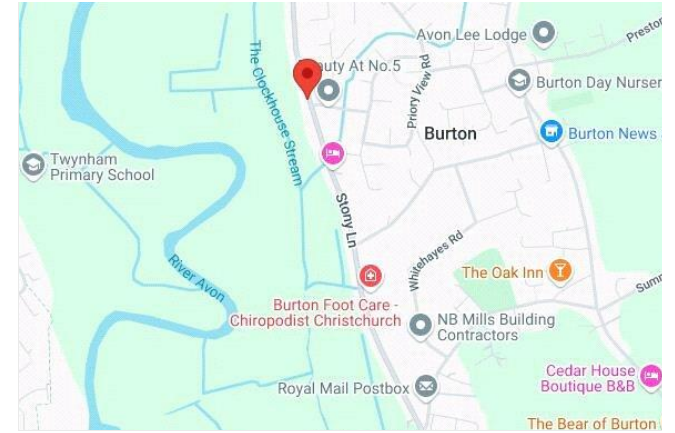 Avon Lee Lodge
Preston
The Clockhouse Stream
auty At No.5
Priory View Rd
Burton Day Nurser
Burton
Burton News
Twynham
Primary School
Stony Ln
River Avon
Whitehayes Rd
The Oak Inn
Summ
Burton Foot Care -
Chiropodist Christchurch
NB Mills Building
Contractors
Cedar House
Boutique B&B
Royal Mail Postbox
The Bear of Burton